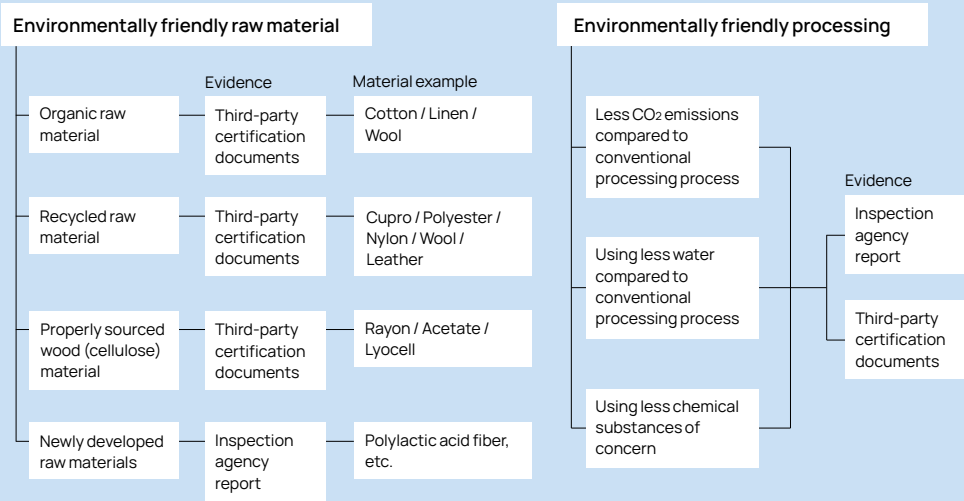 Environmentally friendly raw material
Evidence
Material example
Organic raw
material
Third-party
certification
documents
Cotton / Linen /
Wool
Recycled raw
material
Third-party
certification
documents
Cupro / Polyester /
Nylon / Wool /
Leather
Properly sourced
wood (cellulose)
material
Third-party
certification
documents
Rayon / Acetate /
Lyocell
Newly developed
raw materials
Inspection
agency
report
Polylactic acid fiber,
etc.
Environmentally friendly processing
Less CO2 emissions
compared to
conventional
processing process
Using less water
compared to
conventional
processing process
Using less chemical
substances of
concern
Evidence
Inspection
agency
report
Third-party
certification
documents